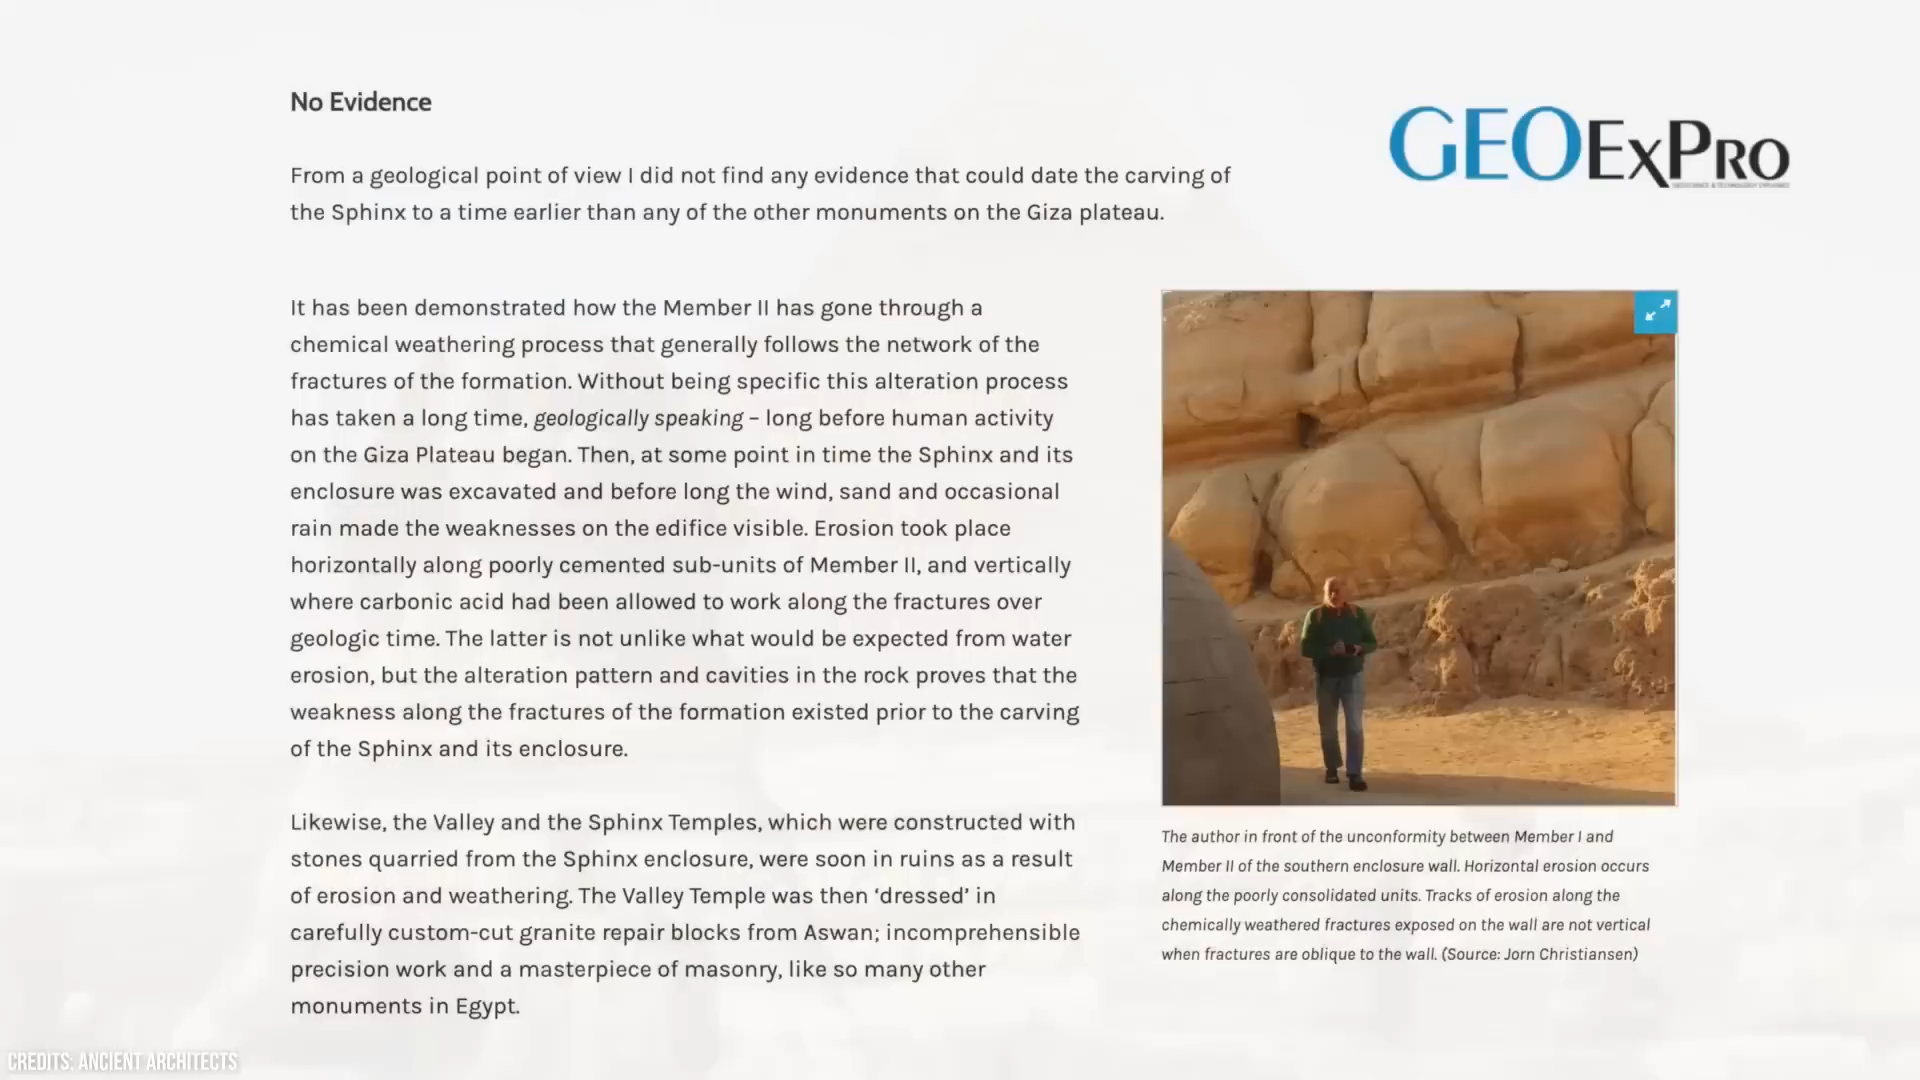 No Evidence
GEOExPro
From a geological point of view I did not find any evidence that could date the carving of
the Sphinx to a time earlier than any of the other monuments on the Giza plateau.
It has been demonstrated how the Member II has gone through a
chemical weathering process that generally follows the network of the
fractures of the formation. Without being specific this alteration process
has taken a long time, geologically speaking – long before human activity
on the Giza Plateau began. Then, at some point in time the Sphinx and its
enclosure was excavated and before long the wind, sand and occasional
rain made the weaknesses on the edifice visible. Erosion took place
horizontally along poorly cemented sub-units of Member II, and vertically
where carbonic acid had been allowed to work along the fractures over
geologic time. The latter is not unlike what would be expected from water
erosion, but the alteration pattern and cavities in the rock proves that the
weakness along the fractures of the formation existed prior to the carving
of the Sphinx and its enclosure.
Likewise, the Valley and the Sphinx Temples, which were constructed with
stones quarried from the Sphinx enclosure, were soon in ruins as a result
of erosion and weathering. The Valley Temple was then ‘dressed’ in
carefully custom-cut granite repair blocks from Aswan; incomprehensible
precision work and a masterpiece of masonry, like so many other
monuments in Egypt.
The author in front of the unconformity between Member I and
Member II of the southern enclosure wall. Horizontal erosion occurs
along the poorly consolidated units. Tracks of erosion along the
chemically weathered fractures exposed on the wall are not vertical
when fractures are oblique to the wall. (Source: Jorn Christiansen)
CREDITS: ANCIENT ARCHITECTS